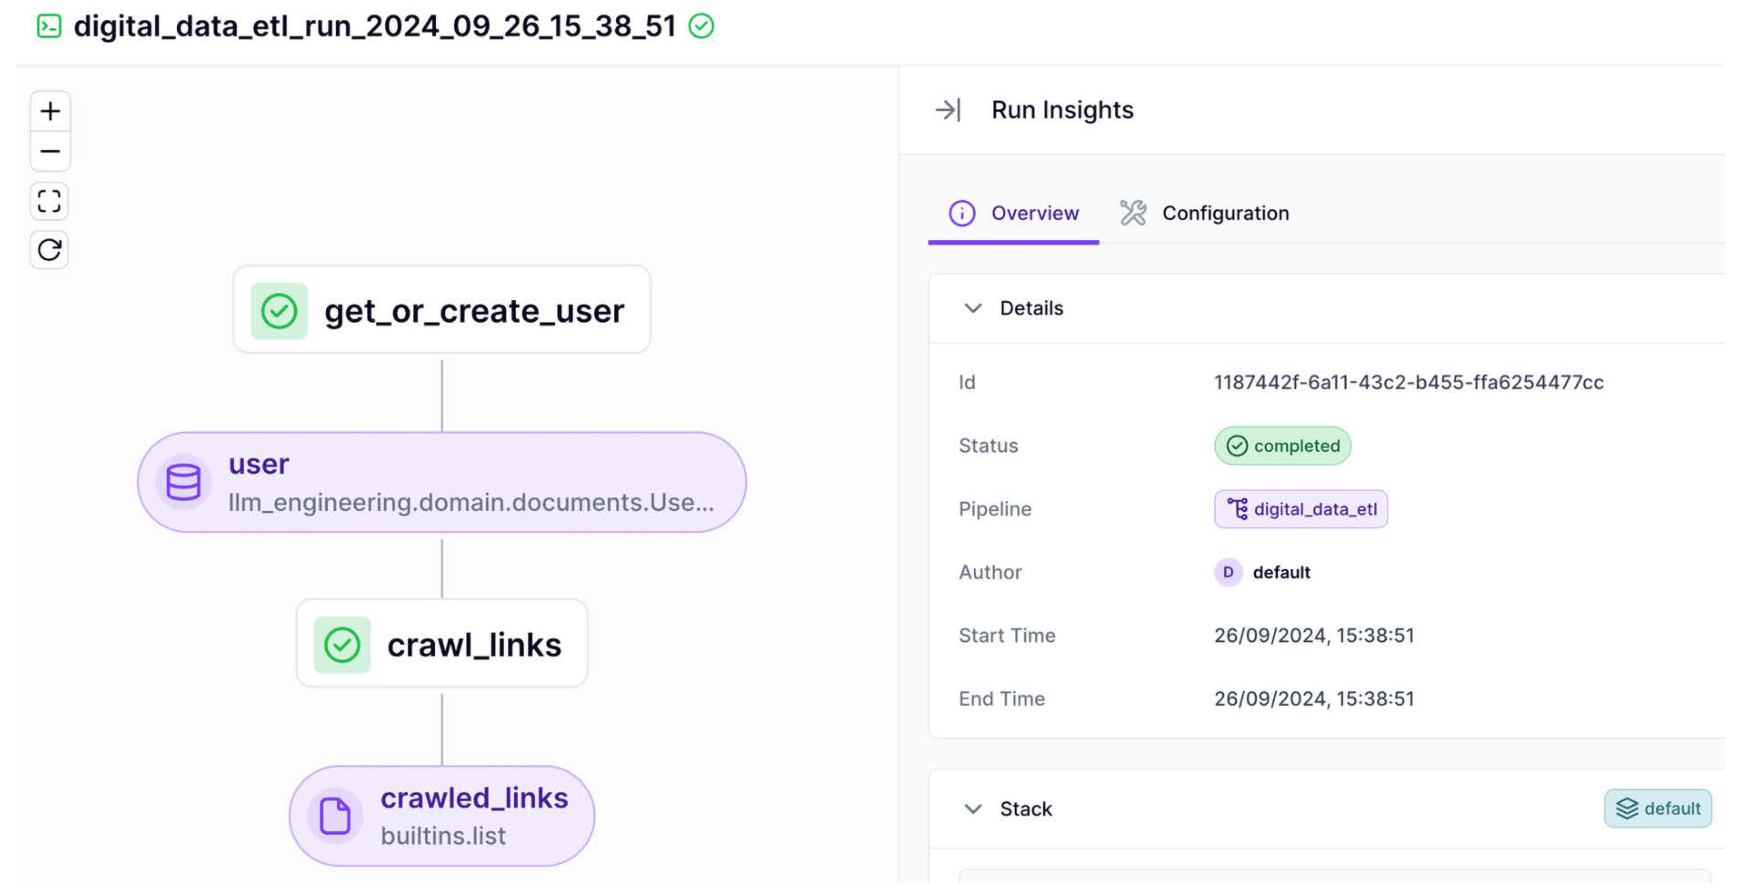 digital_data_etl_run_2024_09_26_15_38_51
get_or_create_user
user
llm_engineering.domain.documents.Use...
crawl_links
crawled_links
builtins.list
Run Insights
Overview
Configuration
Details
Id 1187442f-6a11-43c2-b455-ffa6254477cc
Status completed
Pipeline digital_data_etl
Author D default
Start Time 26/09/2024, 15:38:51
End Time 26/09/2024, 15:38:51
Stack default